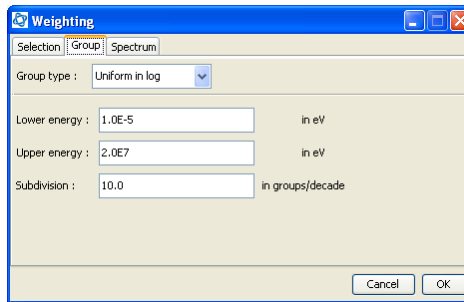 Weighting
Selection Group Spectrum
Group type : Uniform in log
Lower energy : 1.0E-5 in eV
Upper energy : 2.0E7 in eV
Subdivision : 10.0 in groups/decade
Cancel OK